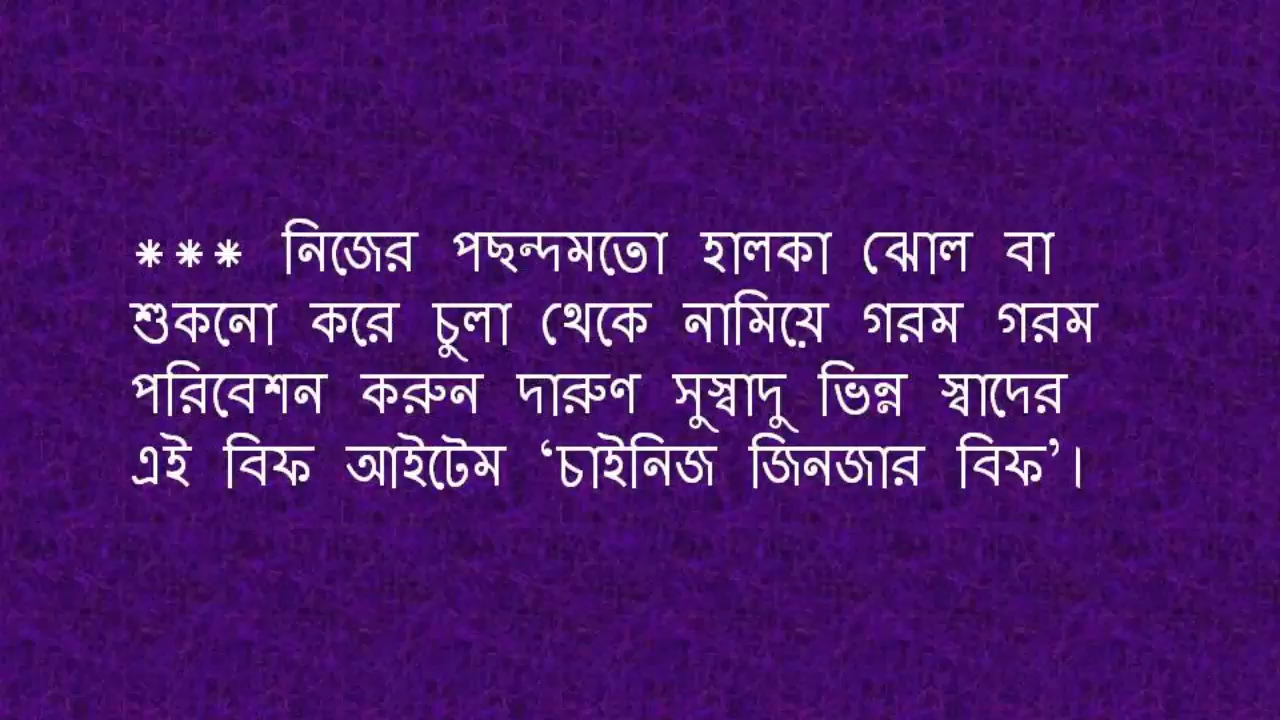 *** নিজের পছন্দমতো হালকা ঝোল বা
শুকনো করে চুলা থেকে নামিয়ে গরম গরম
পরিবেশন করুন দারুণ সুস্বাদু ভিন্ন স্বাদের
এই বিফ আইটেম ‘চাইনিজ জিনজার বিফ’।